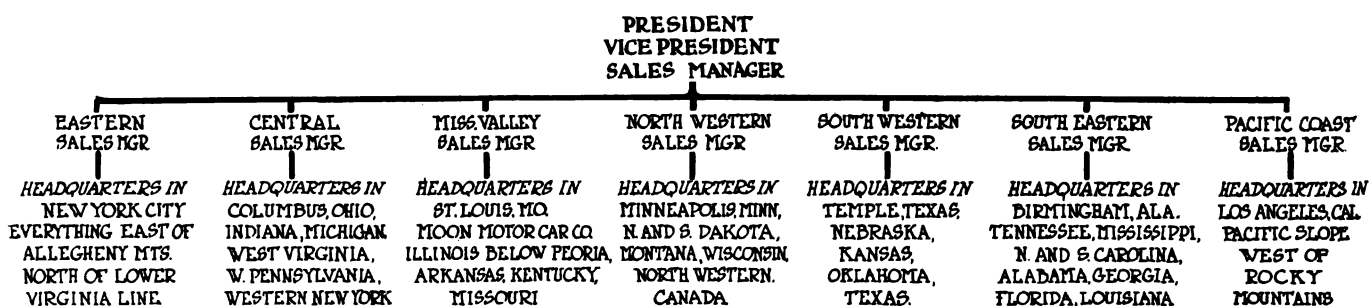 PRESIDENT
VICE PRESIDENT
SALES MANAGER
EASTERN
SALES MGR
HEADQUARTERS IN
NEW YORK CITY
EVERYTHING EAST OF
ALLEGHENY MTS.
NORTH OF LOWER
VIRGINIA LINE
CENTRAL
SALES MGR
HEADQUARTERS IN
COLUMBUS, OHIO,
INDIANA, MICHIGAN
WEST VIRGINIA,
W. PENNSYLVANIA,
WESTERN NEW YORK
MISS. VALLEY
SALES MGR
HEADQUARTERS IN
ST. LOUIS, MO.
MOON MOTOR CAR CO.
ILLINOIS BELOW PEORIA,
ARKANSAS, KENTUCKY,
MISSOURI
NORTH WESTERN
SALES MGR
HEADQUARTERS IN
MINNEAPOLIS, MINN,
N. AND S. DAKOTA,
MONTANA, WISCONSIN,
NORTH WESTERN.
CANADA
SOUTH WESTERN
SALES MGR.
HEADQUARTERS IN
TEMPLE, TEXAS,
NEBRASKA,
KANSAS,
OKLAHOMA,
TEXAS.
SOUTH EASTERN
SALES MGR
HEADQUARTERS IN
BIRMINGHAM, ALA.
TENNESSEE, MISSISSIPPI,
N. AND S. CAROLINA,
ALABAMA, GEORGIA,
FLORIDA, LOUISIANA
PACIFIC COAST
SALES MGR.
HEADQUARTERS IN
LOS ANGELES, CAL.
PACIFIC SLOPE
WEST OF
ROCKY
MOUNTAINS